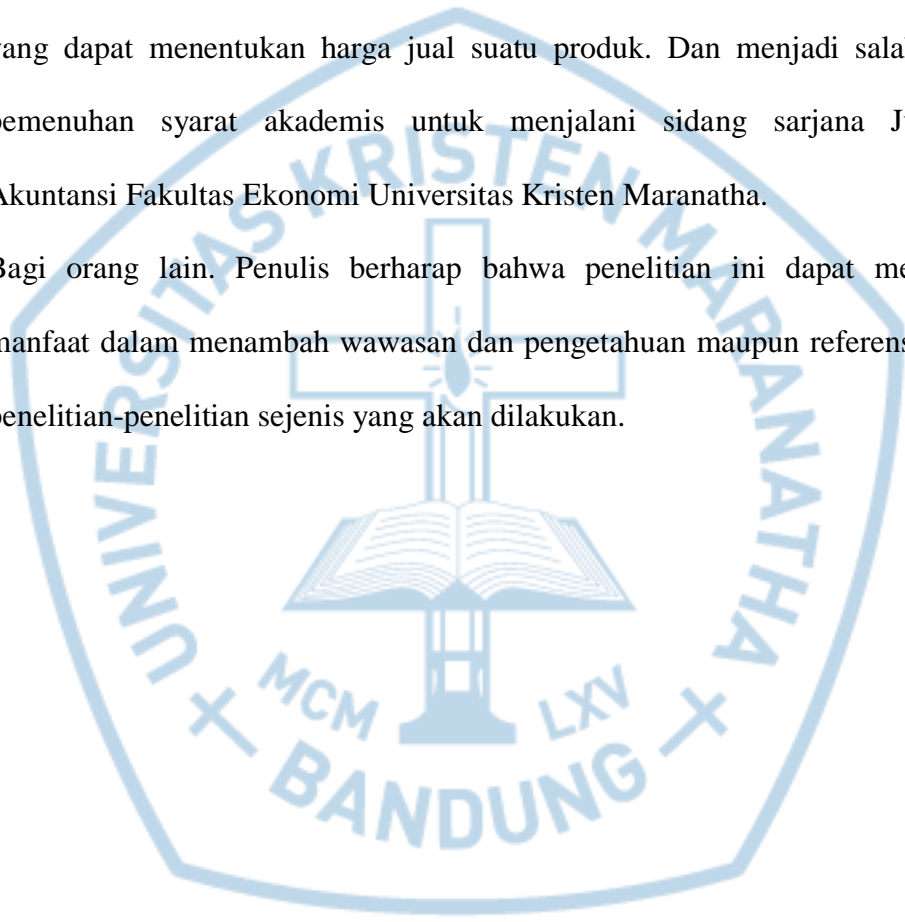 yang dapat menentukan harga jual suatu produk. Dan menjadi
pemenuhan syarat akademis untuk menjalani sidang sarjana
Akuntansi Fakultas Ekonomi Universitas Kristen Maranatha.
Bagi orang lain. Penulis berharap bahwa penelitian ini dapat
manfaat dalam menambah wawasan dan pengetahuan maupun
penelitian-penelitian sejenis yang akan dilakukan.
UNIVERSITAS KRISTEN MARANATHA
MCM LXV
+ BANDUNG +